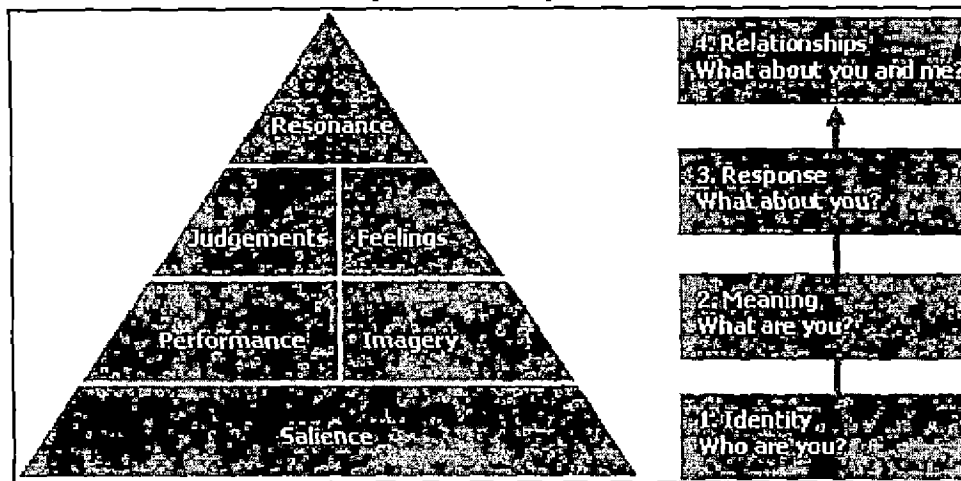 Resonance
Judgements
Feelings
Performance
Imagery
Salience
4. Relationships
What about you and me?
3. Response
What about you?
2. Meaning
What are you?
1. Identity
Who are you?